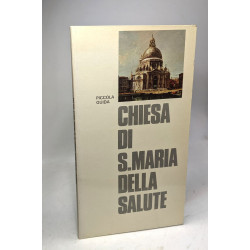 PICCOLA
GUIDA
CHIESA
DI
S.MARIA
DELLA
SALUTE